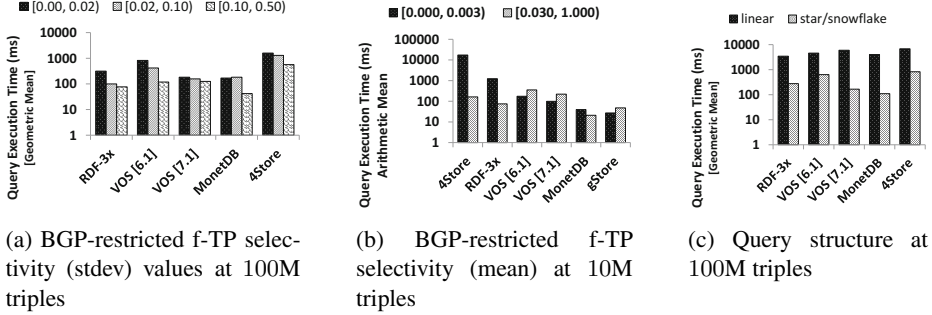 [0.00, 0.02) [0.02, 0.10) [0.10, 0.50)
Query Execution Time (ms)
[Geometric Mean]
10000
1000
100
10
1
RDF-3x
VOS [6.1]
VOS [7.1]
MonetDB
4Store
(a) BGP-restricted f-TP selec-
tivity (stdev) values at 100M
triples
[0.000, 0.003) [0.030, 1.000)
Query Execution Time (ms)
Arithmetic Mean
100000
10000
1000
100
10
1
4Store
RDF-3x
VOS [6.1]
VOS [7.1]
MonetDB
gStore
(b) BGP-restricted f-TP
selectivity (mean) at 10M
triples
linear star/snowflake
Query Execution Time (ms)
[Geometric Mean]
10000
1000
100
10
1
RDF-3x
VOS [6.1]
VOS [7.1]
MonetDB
4Store
(c) Query structure at
100M triples